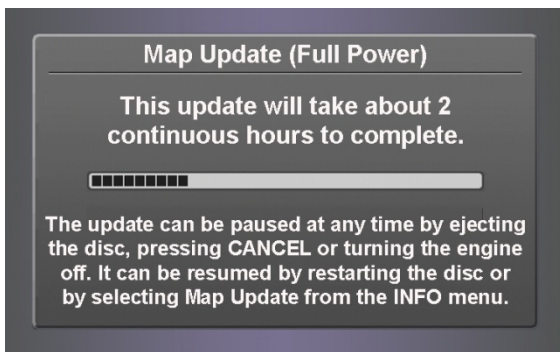 Map Update (Full Power)
This update will take about 2
continuous hours to complete.
The update can be paused at any time by ejecting
the disc, pressing CANCEL or turning the engine
off. It can be resumed by restarting the disc or
by selecting Map Update from the INFO menu.